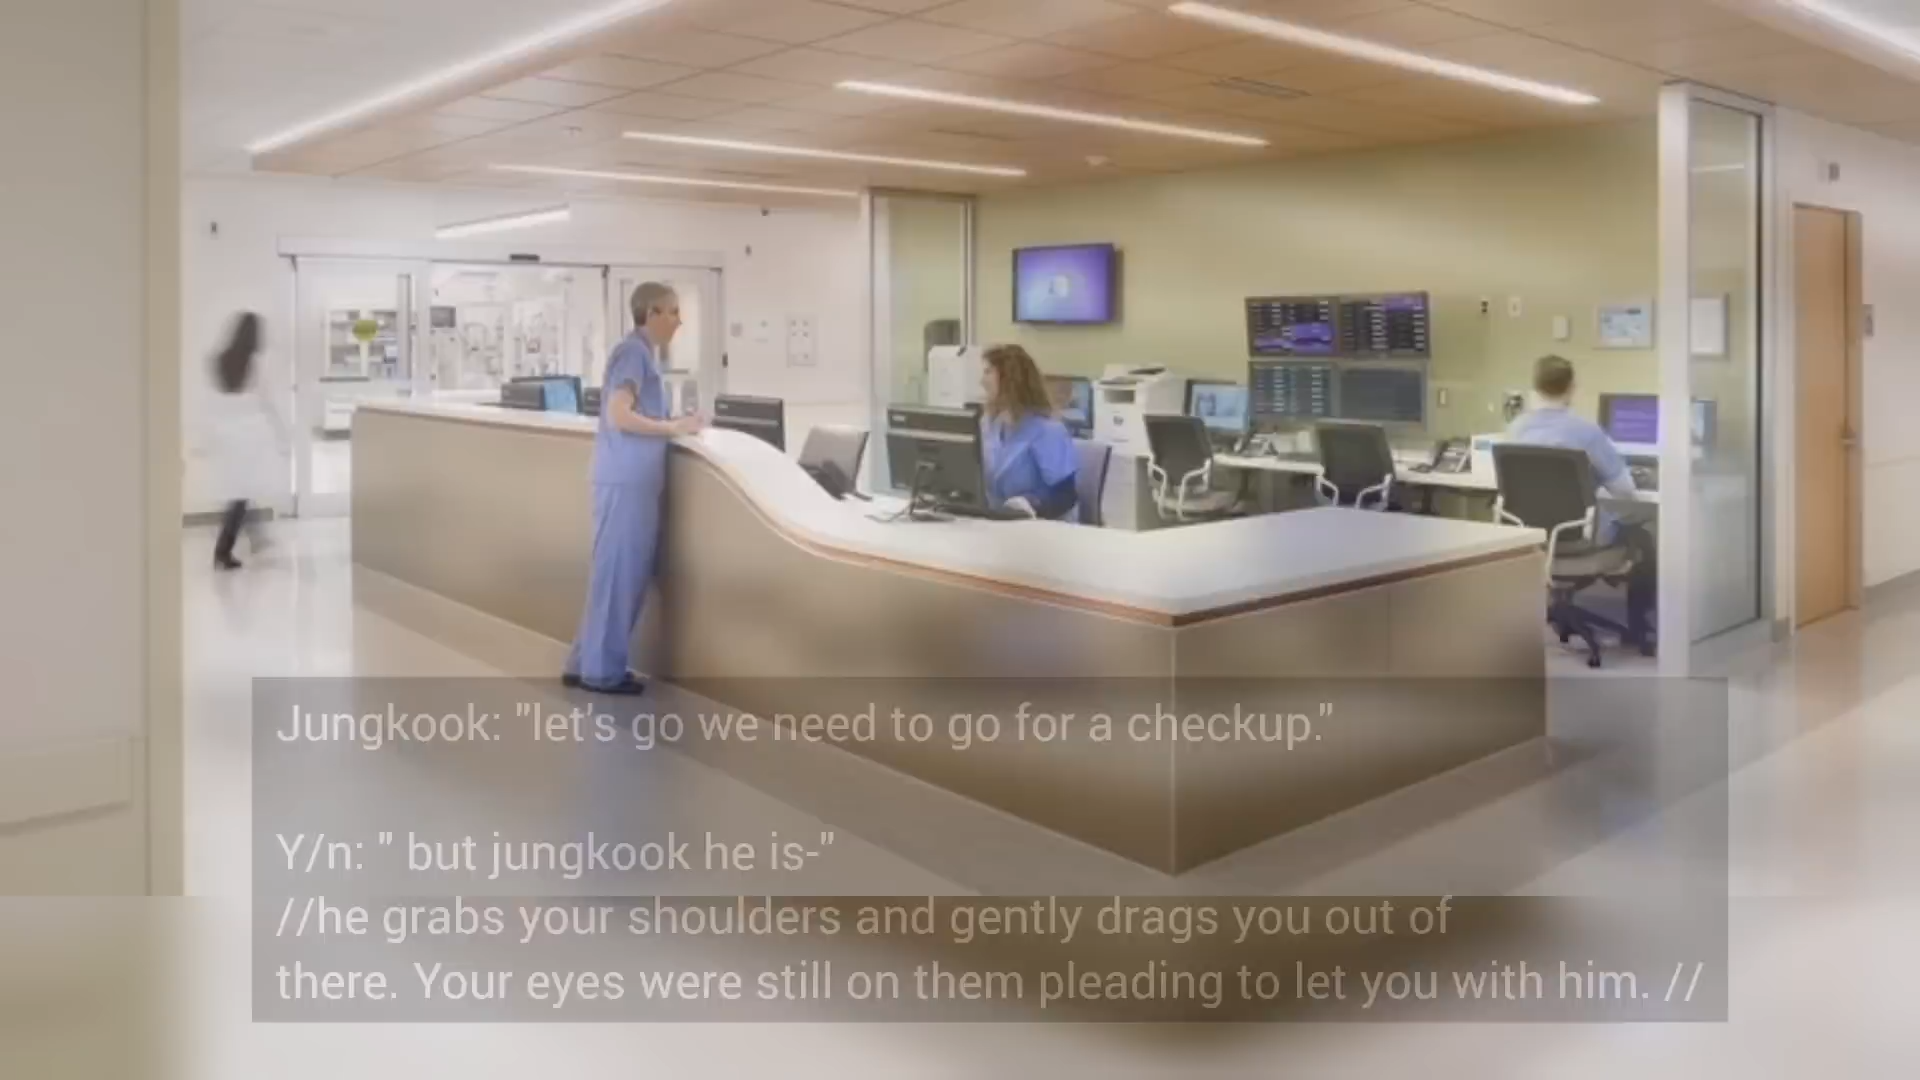 Jungkook: "let's go we need to go for a checkup."
Y/n: " but jungkook he is-"
//he grabs your shoulders and gently drags you out of
there. Your eyes were still on them pleading to let you with him. //